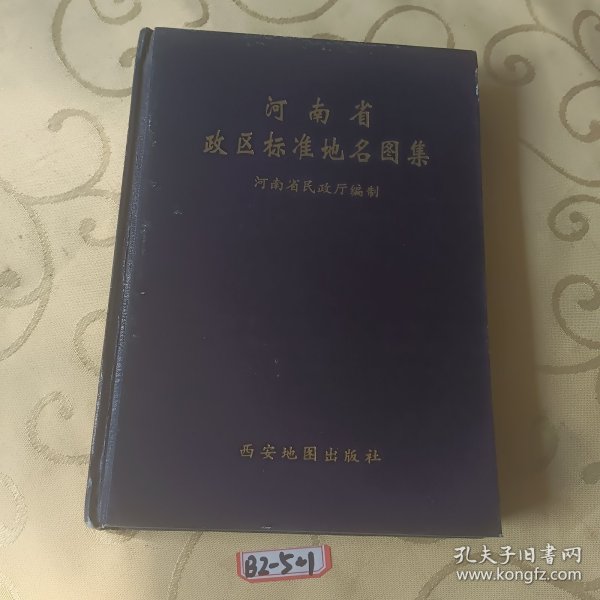 河南省
政区标准地名图集
河南省民政厅编制
西安地图出版社
B2-5-1
孔夫子旧书网
www.kongfz.com